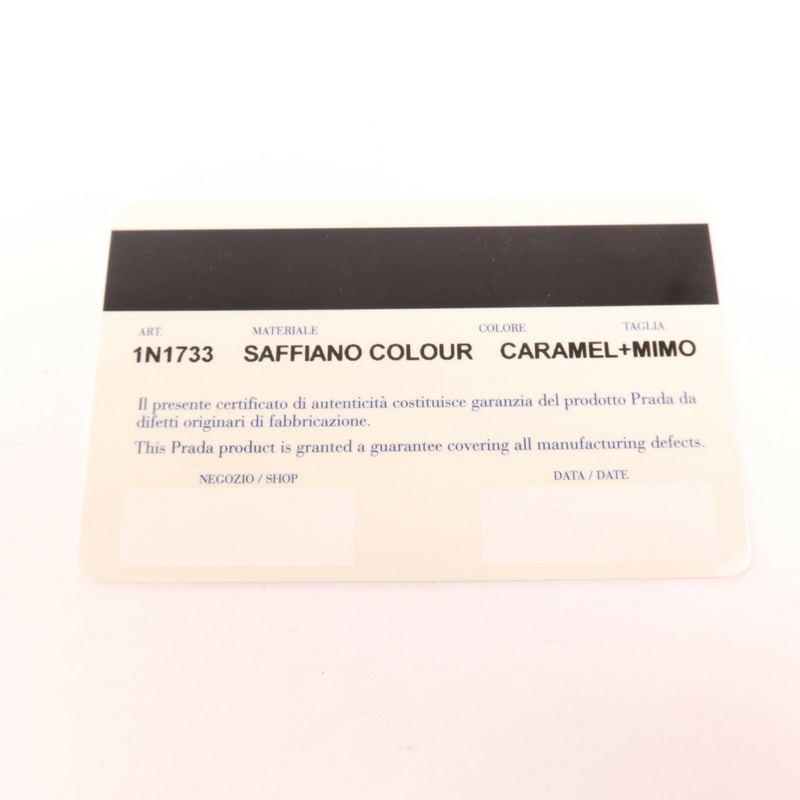 ART. MATERIALE COLORE TAGLIA
1N1733 SAFFIANO COLOUR CARAMEL+MIMO
Il presente certificato di autenticità costituisce garanzia del prodotto Prada da
difetti originari di fabbricazione.
This Prada product is granted a guarantee covering all manufacturing defects.
NEGOZIO / SHOP DATA / DATE